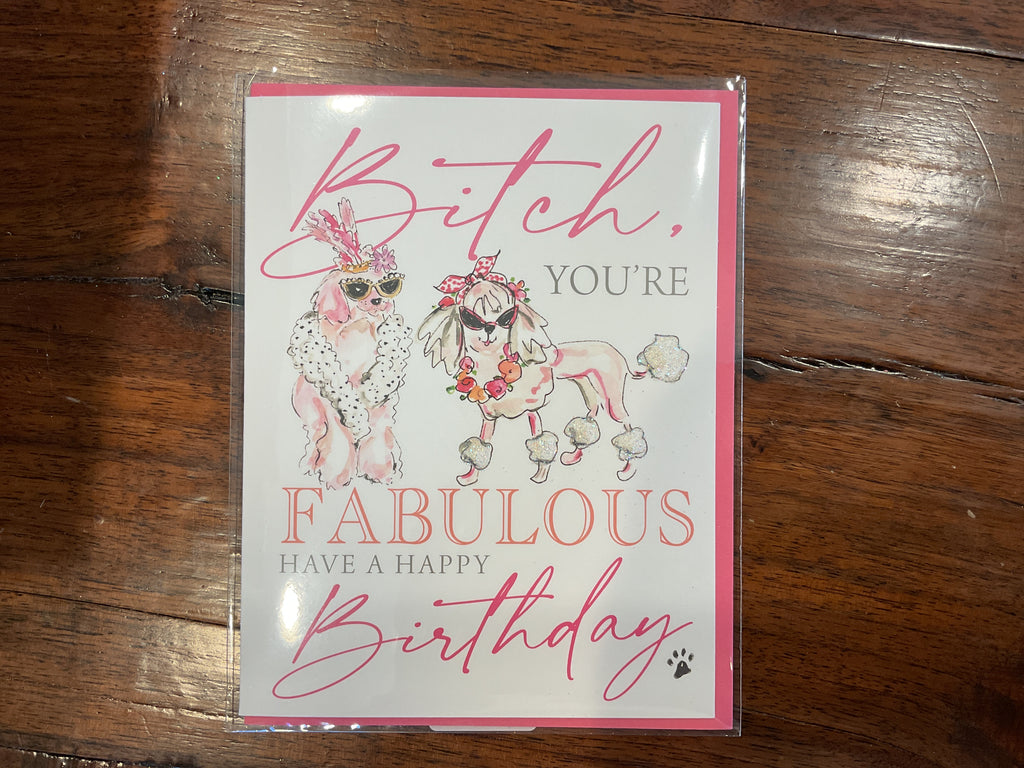 Bitch,
YOU'RE
FABULOUS
HAVE A HAPPY
Birthday